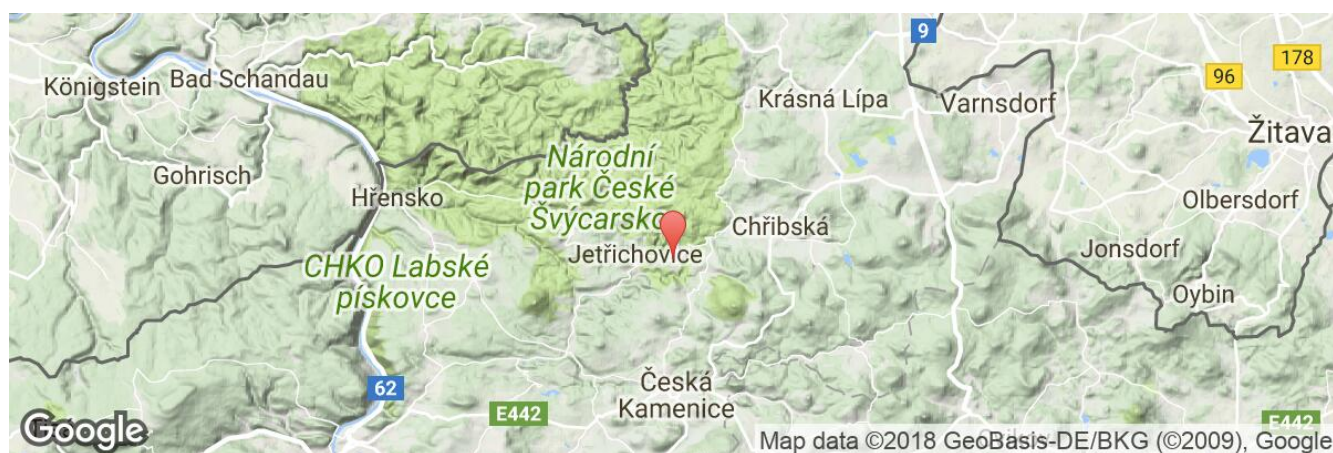 9
178
96
Bad Schandau
Königstein
Krásná Lípa
Varnsdorf
Žitava
Národní
park České
Švýcarsko
Gohrisch
Hřensko
Olbersdorf
Chřibská
Jetřichovice
Jonsdorf
CHKO Labské
pískovce
Oybin
62
Česká
Kamenice
E442
E442
Google
Map data ©2018 GeoBasis-DE/BKG (©2009), Google